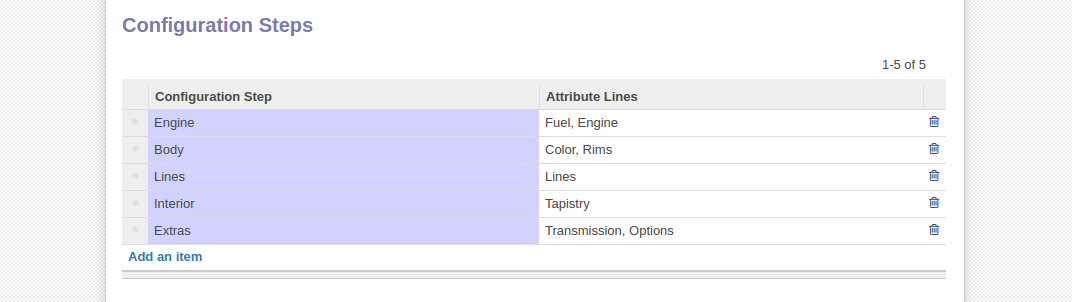 Configuration Steps
1-5 of 5
Configuration Step Attribute Lines
Engine Fuel, Engine
Body Color, Rims
Lines Lines
Interior Tapistry
Extras Transmission, Options
Add an item